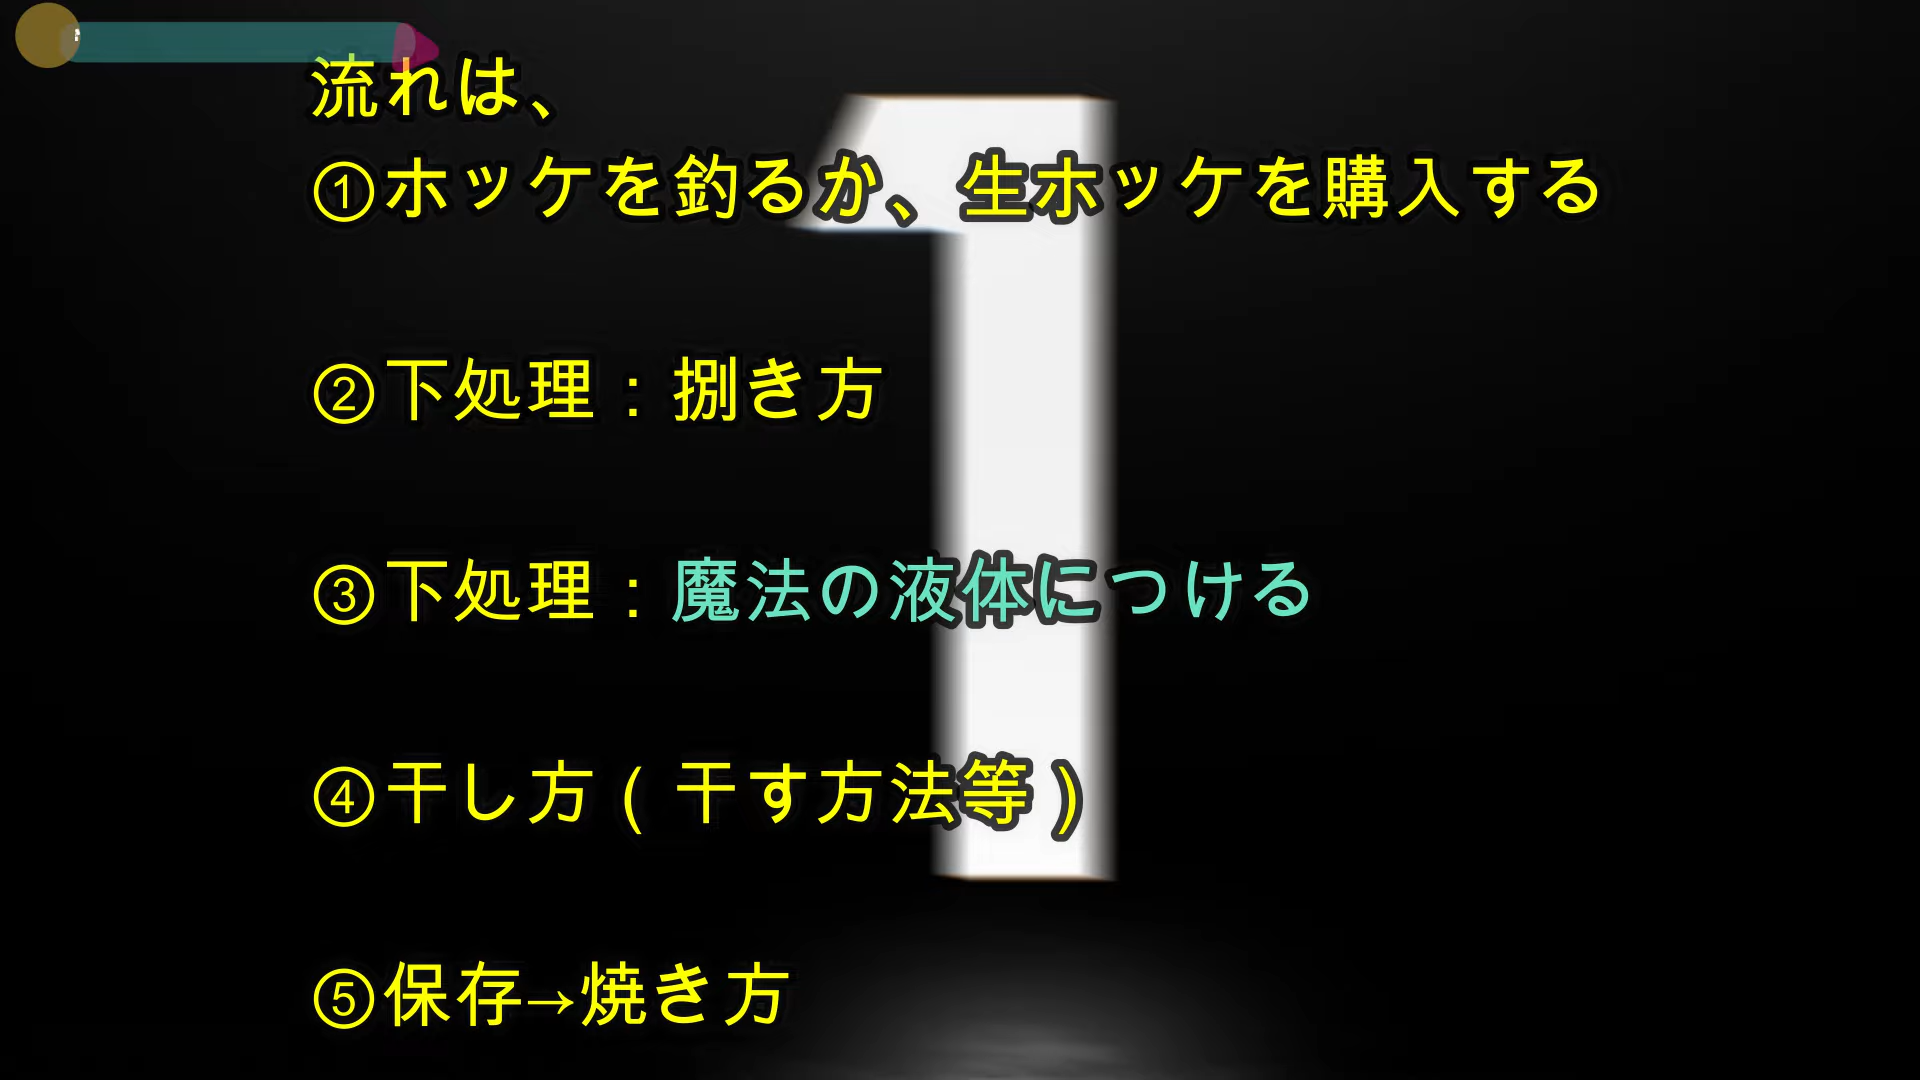 流れは、
①ホッケを釣るか、生ホッケを購入する
②下処理：捌き方
③下処理：魔法の液体につける
④干し方(干す方法等)
⑤保存→焼き方
1